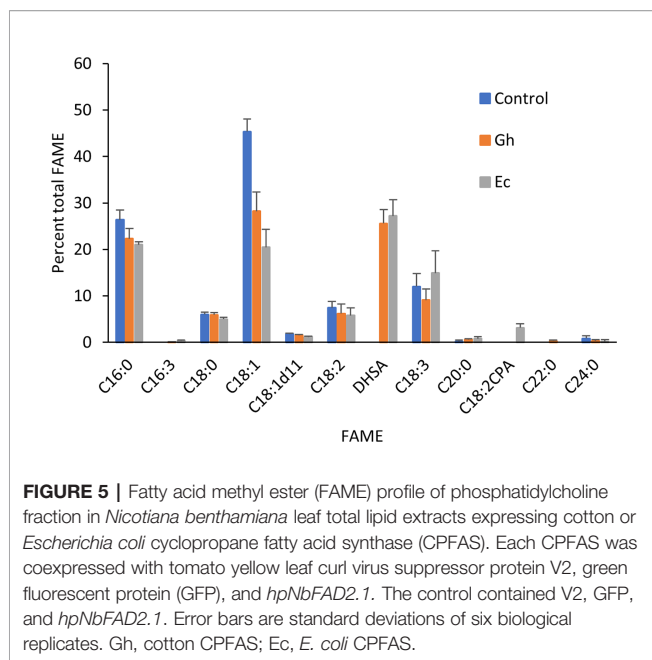 60
50
40
30
20
10
0
Percent total FAME
Control
Gh
Ec
C16:0
C16:3
C18:0
C18:1
C18:1d11
C18:2
DHSA
C18:3
C20:0
C18:2CPA
C22:0
C24:0
FAME
FIGURE 5 | Fatty acid methyl ester (FAME) profile of phosphatidylcholine
fraction in Nicotiana benthamiana leaf total lipid extracts expressing cotton or
Escherichia coli cyclopropane fatty acid synthase (CPFAS). Each CPFAS was
coexpressed with tomato yellow leaf curl virus suppressor protein V2, green
fluorescent protein (GFP), and hpNbFAD2.1. The control contained V2, GFP,
and hpNbFAD2.1. Error bars are standard deviations of six biological
replicates. Gh, cotton CPFAS; Ec, E. coli CPFAS.